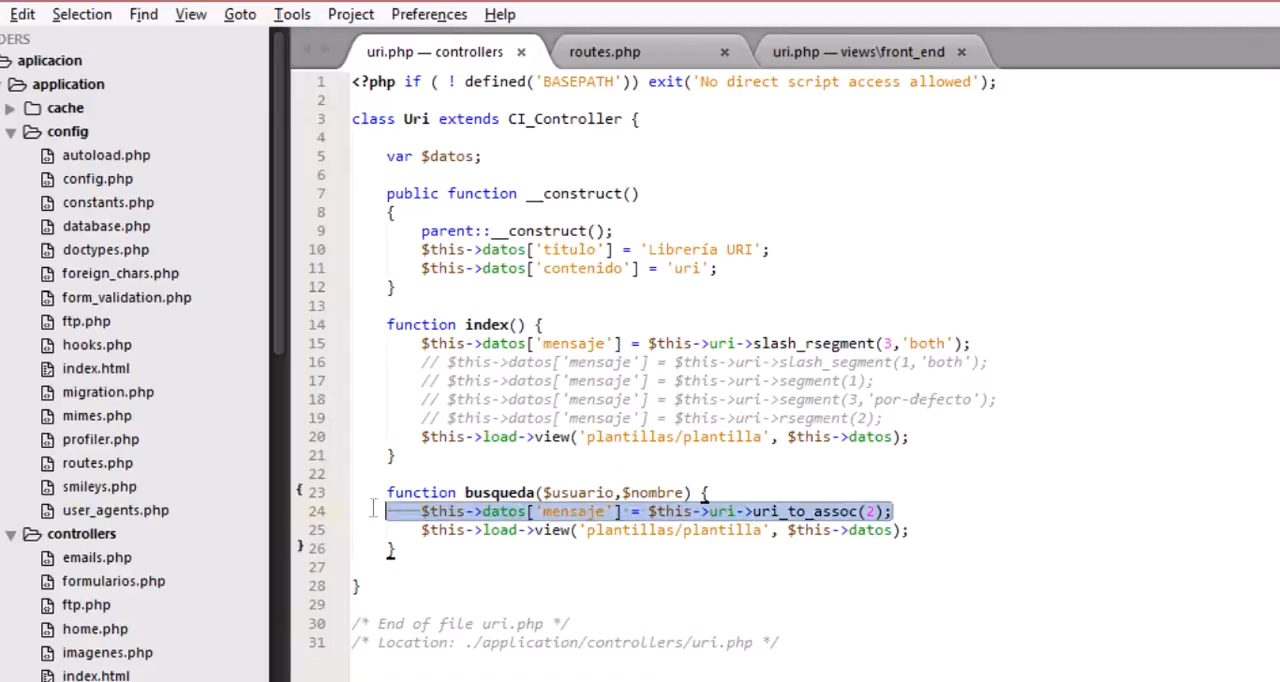 Edit Selection Find View Goto Tools Project Preferences Help
DERS
aplicacion
application
cache
config
autoload.php
config.php
constants.php
database.php
doctypes.php
foreign_chars.php
form_validation.php
ftp.php
hooks.php
index.html
migration.php
mimes.php
profiler.php
routes.php
smileys.php
user_agents.php
controllers
emails.php
formularios.php
ftp.php
home.php
imagenes.php
index.html
uri.php — controllers × routes.php × uri.php — views\front_end ×
1 <?php if ( ! defined('BASEPATH')) exit('No direct script access allowed');
2
3 class Uri extends CI_Controller {
4
5 var $datos;
6
7 public function __construct()
8 {
9 parent::__construct();
10 $this->datos['titulo'] = 'Librería URI';
11 $this->datos['contenido'] = 'uri';
12 }
13
14 function index() {
15 $this->datos['mensaje'] = $this->uri->slash_rsegment(3,'both');
16 // $this->datos['mensaje'] = $this->uri->slash_segment(1,'both');
17 // $this->datos['mensaje'] = $this->uri->segment(1);
18 // $this->datos['mensaje'] = $this->uri->segment(3,'por-defecto');
19 // $this->datos['mensaje'] = $this->uri->rsegment(2);
20 $this->load->view('plantillas/plantilla', $this->datos);
21 }
22
23 function busqueda($usuario,$nombre) {
24 $this->datos['mensaje'] = $this->uri->uri_to_assoc(2);
25 $this->load->view('plantillas/plantilla', $this->datos);
26 }
27
28 }
29
30 /* End of file uri.php */
31 /* Location: ./application/controllers/uri.php */